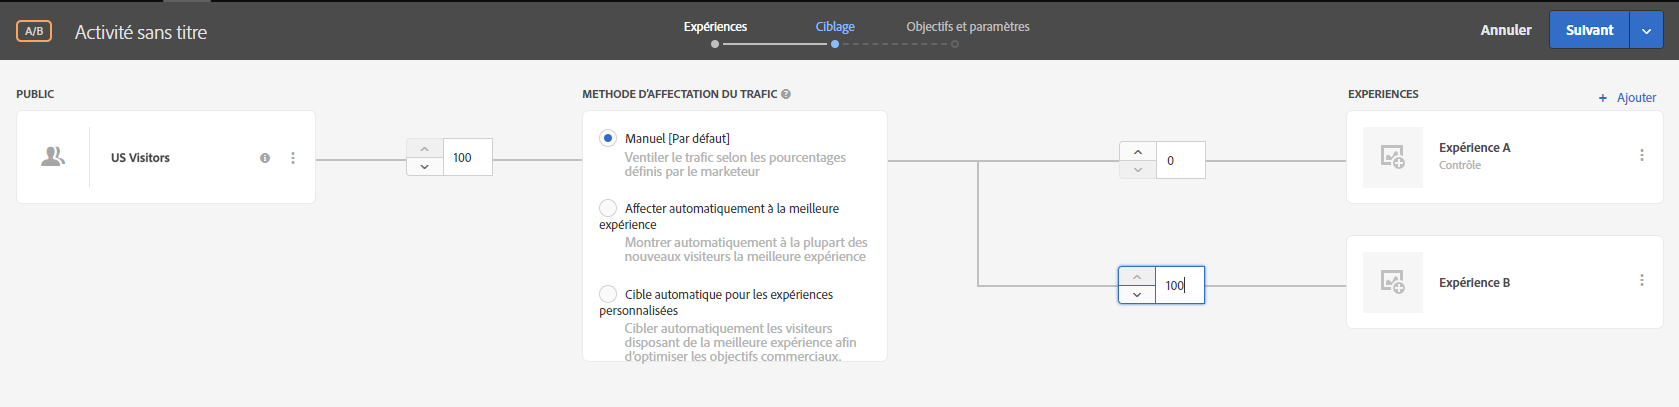 A/B
Activité sans titre
Expériences
Ciblage
Objectifs et paramètres
Annuler
Suivant
PUBLIC
METHODE D'AFFECTATION DU TRAFIC ?
EXPERIENCES
+ Ajouter
US Visitors
100
Manuel [Par défaut]
Ventiler le trafic selon les pourcentages
définis par le marketeur
Affecter automatiquement à la meilleure
expérience
Montrer automatiquement à la plupart des
nouveaux visiteurs la meilleure expérience
Cible automatique pour les expériences
personnalisées
Cibler automatiquement les visiteurs
disposant de la meilleure expérience afin
d'optimiser les objectifs commerciaux.
0
Expérience A
Contrôle
100
Expérience B